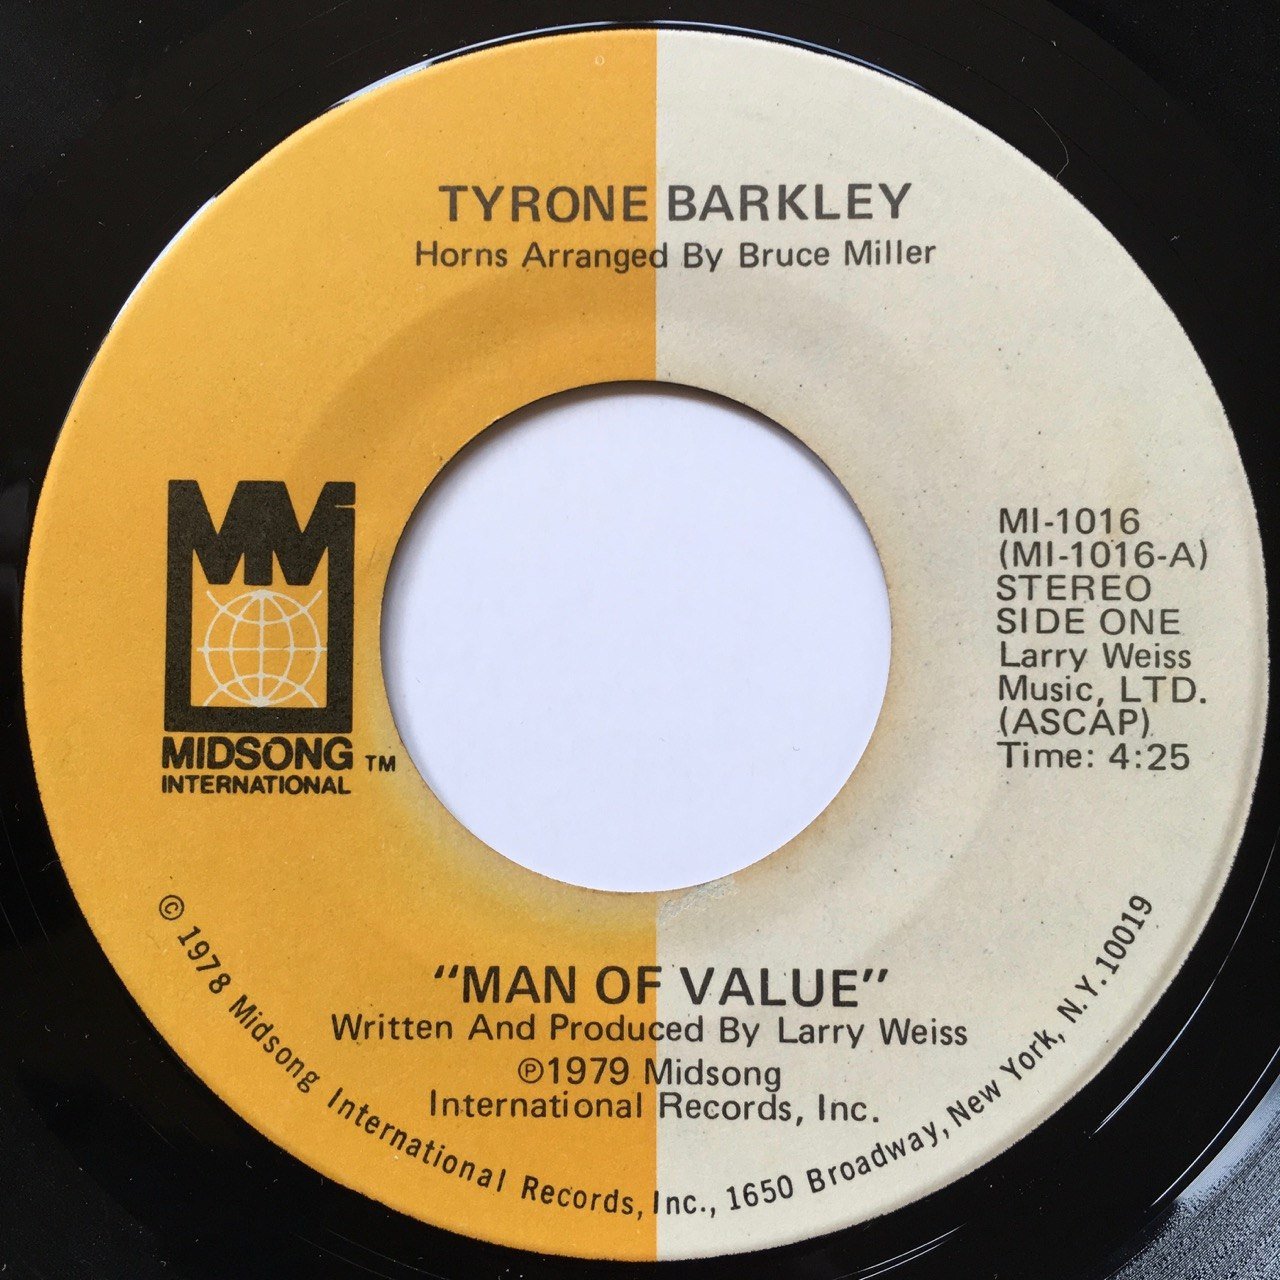 TYRONE BARKLEY
Horns Arranged By Bruce Miller
MIDSONG TM
INTERNATIONAL
MI-1016
(MI-1016-A)
STEREO
SIDE ONE
Larry Weiss
Music, LTD.
(ASCAP)
Time: 4:25
"MAN OF VALUE"
Written And Produced By Larry Weiss
℗1979 Midsong
International Records, Inc.
© 1978 Midsong International Records, Inc., 1650 Broadway, New York, N.Y. 10019